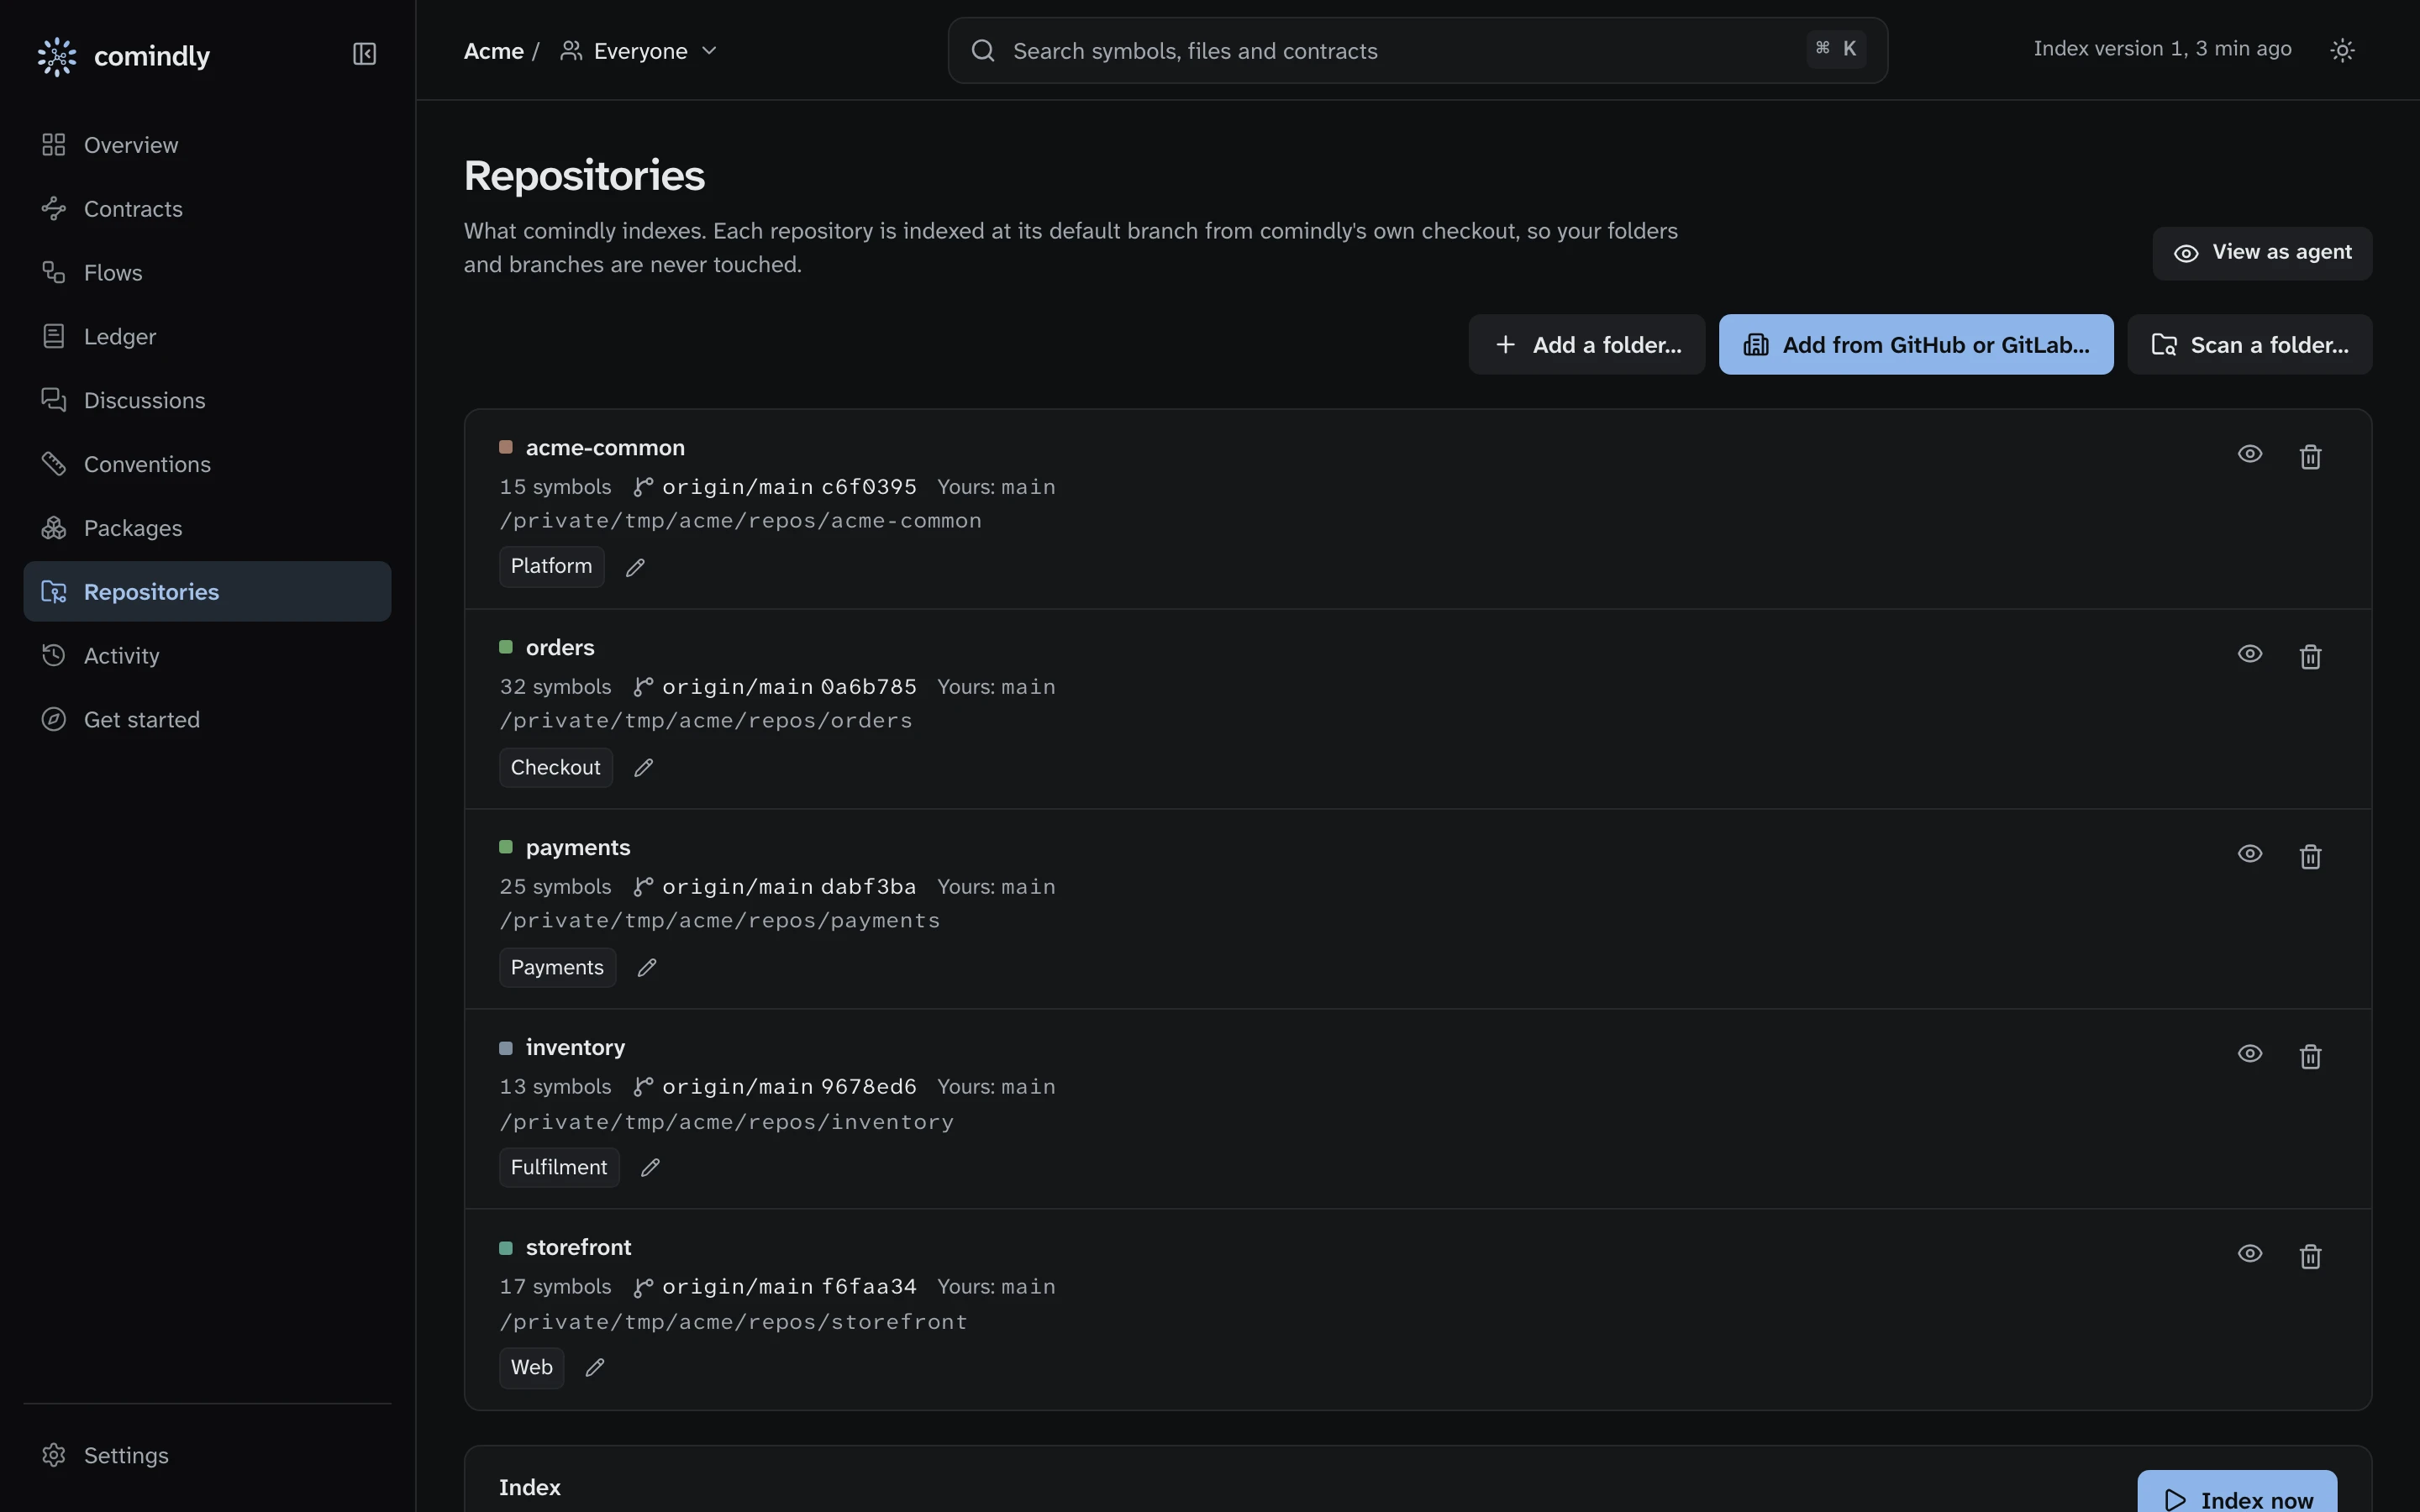 comindly
Acme / Everyone
Search symbols, files and contracts
⌘ K
Index version 1, 3 min ago
Overview
Contracts
Flows
Ledger
Discussions
Conventions
Packages
Repositories
Activity
Get started
Settings
Repositories
What comindly indexes. Each repository is indexed at its default branch from comindly's own checkout, so your folders
and branches are never touched.
View as agent
Add a folder...
Add from GitHub or GitLab...
Scan a folder...
acme-common
15 symbols origin/main c6f0395 Yours: main
/private/tmp/acme/repos/acme-common
Platform
orders
32 symbols origin/main 0a6b785 Yours: main
/private/tmp/acme/repos/orders
Checkout
payments
25 symbols origin/main dabf3ba Yours: main
/private/tmp/acme/repos/payments
Payments
inventory
13 symbols origin/main 9678ed6 Yours: main
/private/tmp/acme/repos/inventory
Fulfilment
storefront
17 symbols origin/main f6faa34 Yours: main
/private/tmp/acme/repos/storefront
Web
Index
Index now